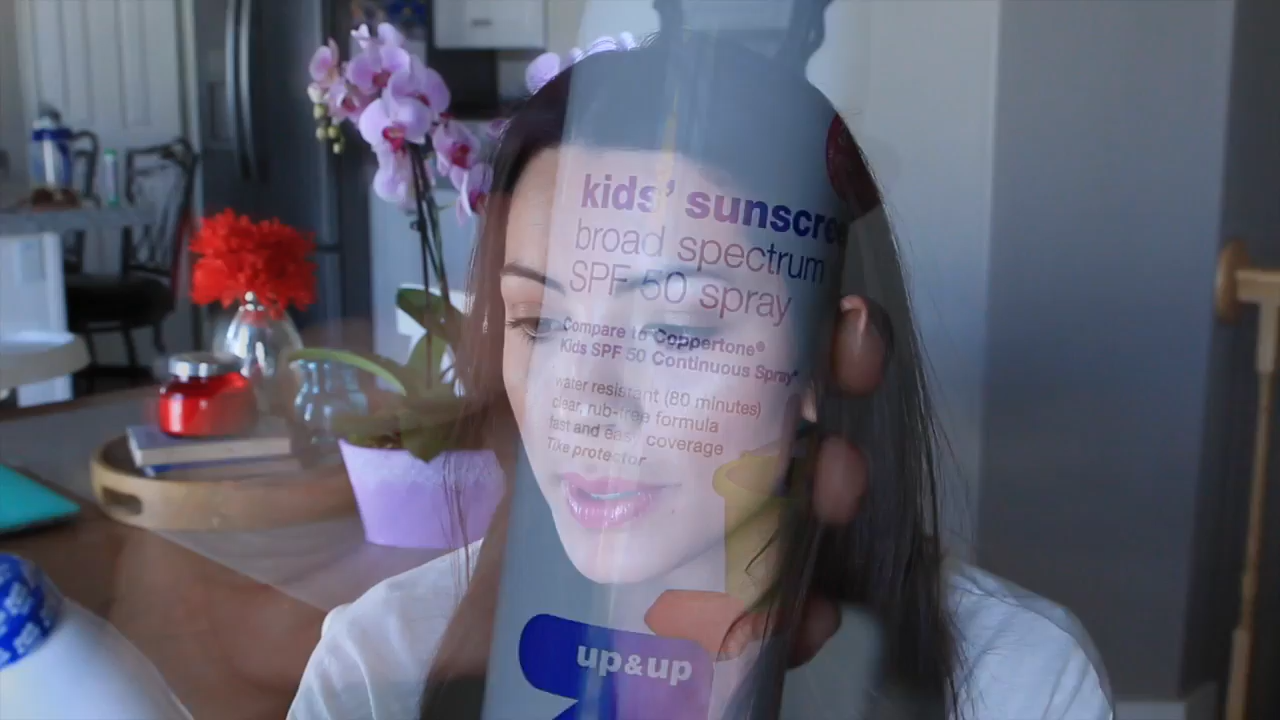 kids' sunscre
broad spectrum
SPF 50 spray
Compare to Coppertone®
Kids SPF 50 Continuous Spray*
water resistant (80 minutes)
clear, rub-free formula
fast and easy coverage
Tike protector
up&up